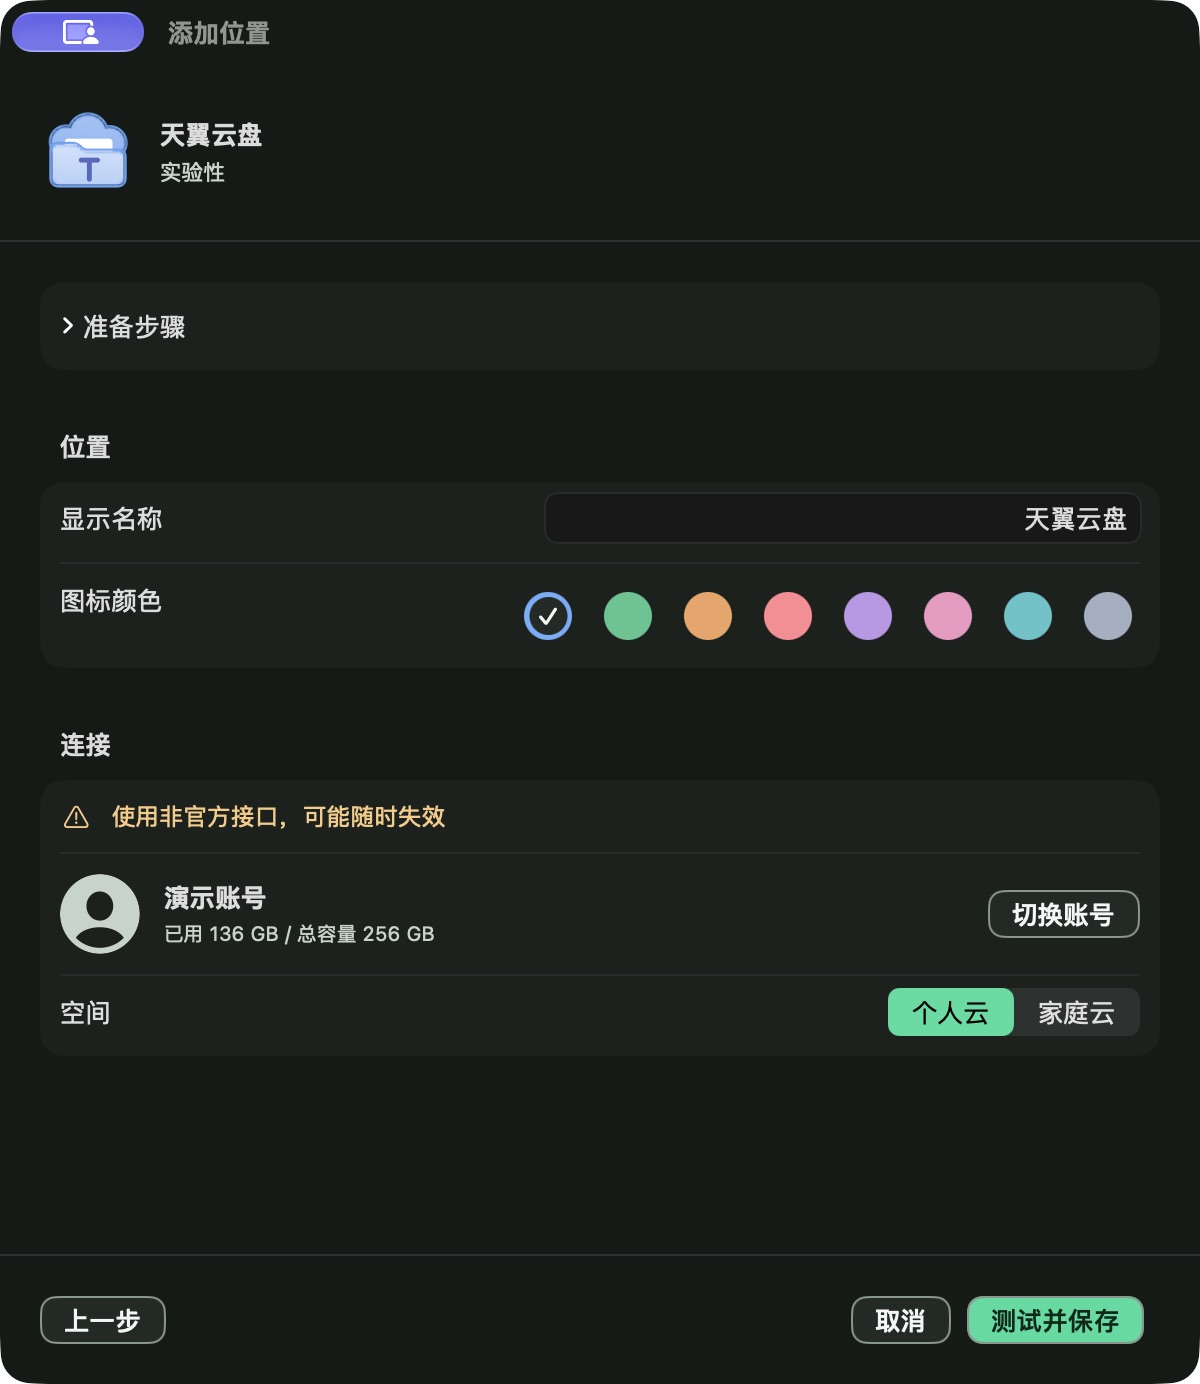 添加位置
天翼云盘
实验性
T
准备步骤
位置
显示名称
天翼云盘
图标颜色
连接
使用非官方接口，可能随时失效
演示账号
已用 136 GB / 总容量 256 GB
切换账号
空间
个人云
家庭云
上一步
取消
测试并保存